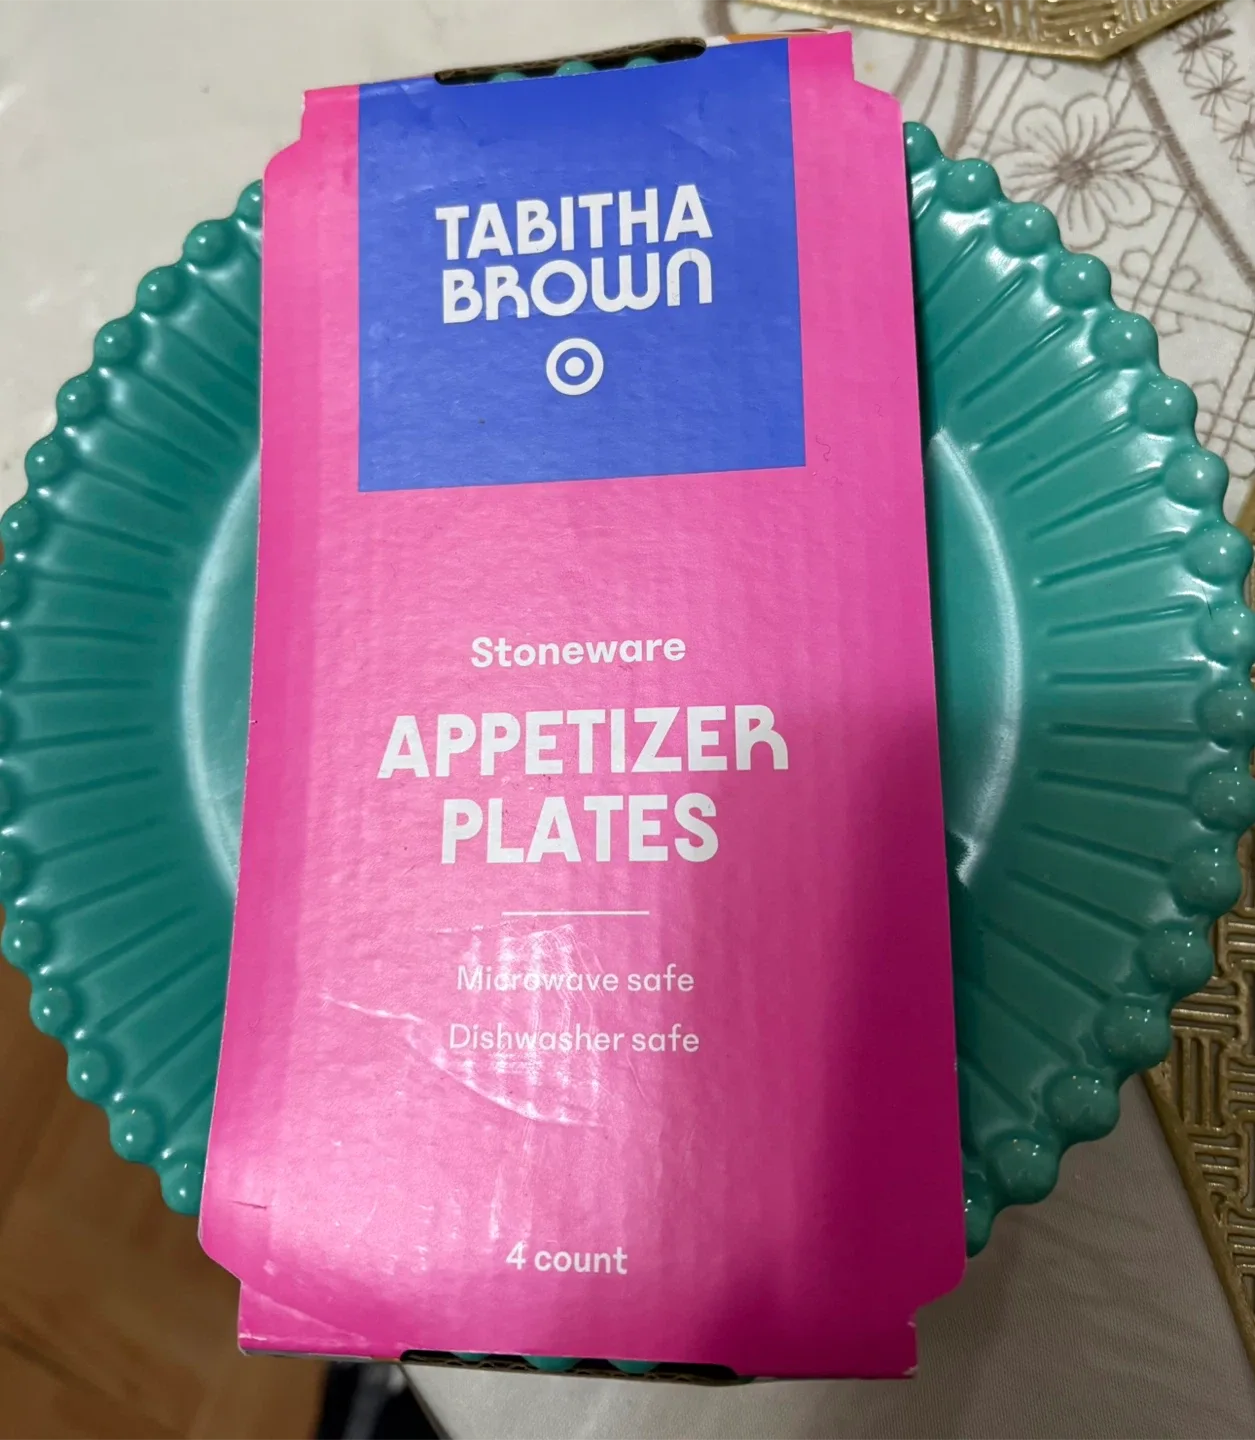 TABITHA
BROWN
Stoneware
APPETIZER
PLATES
Microwave safe
Dishwasher safe
4 count